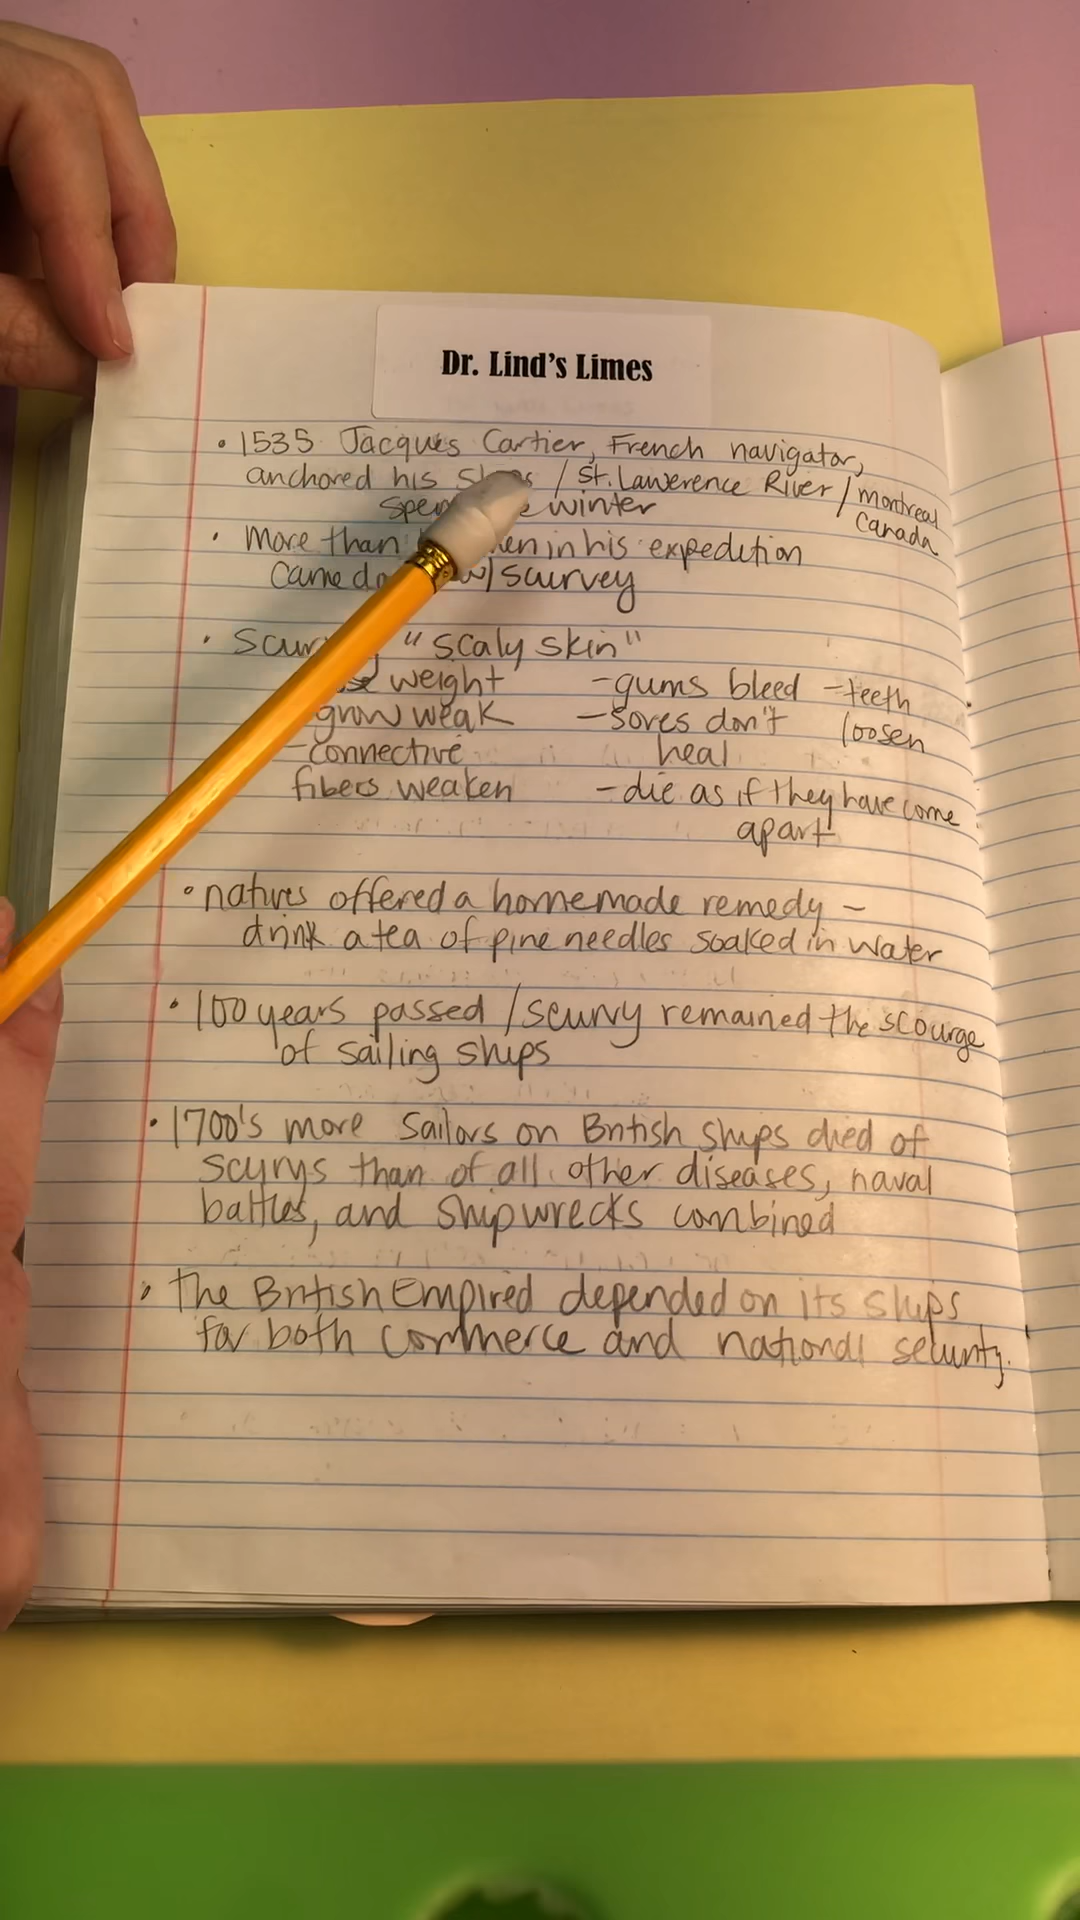 Dr. Lind's Limes
• 1535 Jacques Cartier, French navigator,
anchored his / St. Lawerence River / montreal
Canada
winter
• More than in his expedition
came w/ scurvey
• "scaly skin"
weight - gums bleed - teeth
grow weak - sores don't loosen
- connective heal
fibers weaken - die as if they have come
apart
• natives offered a homemade remedy -
drink a tea of pine needles soaked in water
• 100 years passed / scurvy remained the scourge
of sailing ships
• 1700's more sailors on British ships died of
scyrys than of all other diseases, naval
battles, and shipwrecks combined
• The British Empired depended on its ships
for both commerce and national security.